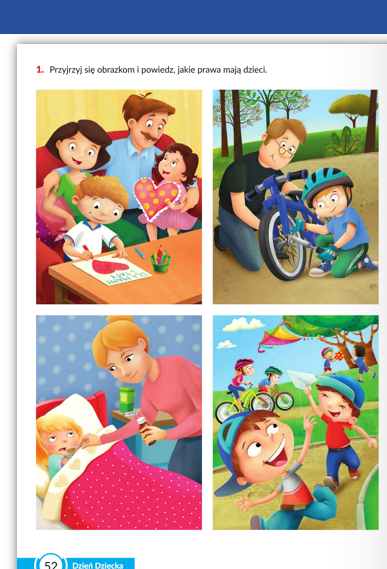 1. Przyjrzyj się obrazkom i powiedz, jakie prawa mają dzieci.
52 Dzień Dziecka